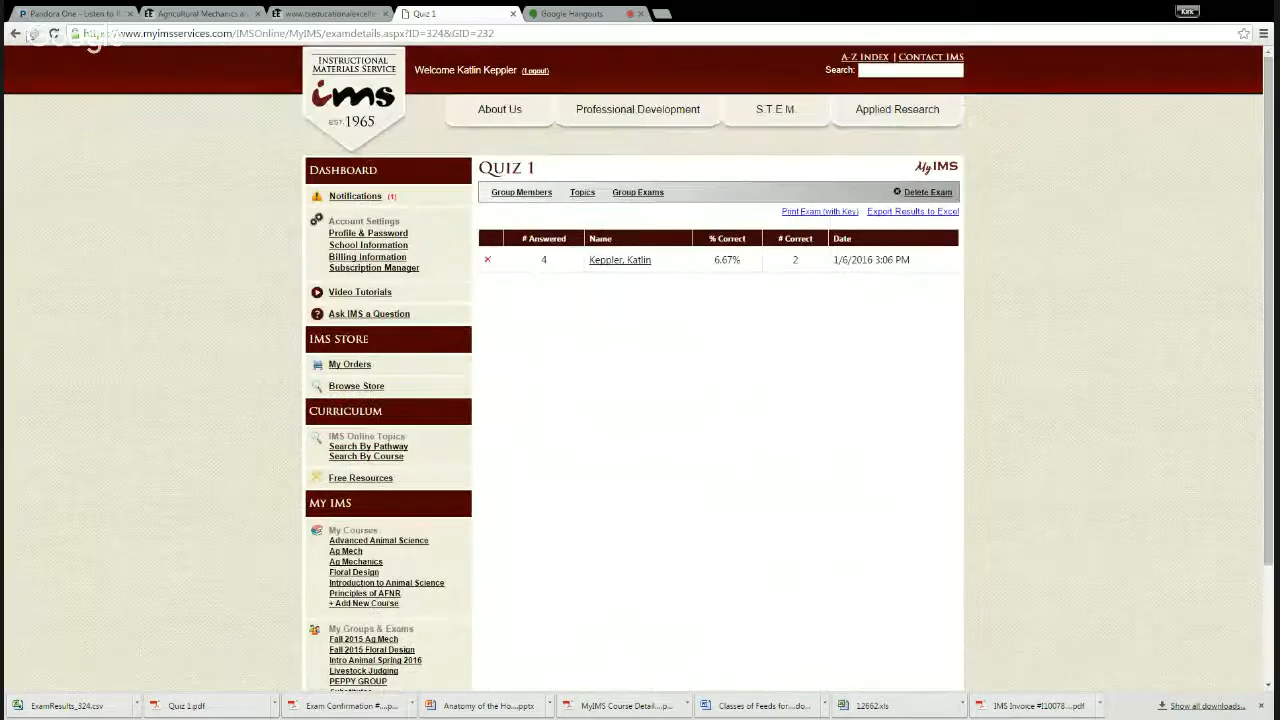 Pandora One - Listen to R
Agricultural Mechanics an
www.txeducationalexcelle
Quiz 1
Google Hangouts
Kirk
https://www.myimsservices.com/IMSOnline/MyIMS/examdetails.aspx?ID=324&GID=232
Google
INSTRUCTIONAL
MATERIALS SERVICE
ims
EST. 1965
Welcome Katlin Keppler (Logout)
A-Z INDEX | CONTACT IMS
Search:
About Us
Professional Development
S.T.E.M.
Applied Research
DASHBOARD
Notifications (1)
Account Settings
Profile & Password
School Information
Billing Information
Subscription Manager
Video Tutorials
Ask IMS a Question
IMS STORE
My Orders
Browse Store
CURRICULUM
IMS Online Topics
Search By Pathway
Search By Course
Free Resources
MY IMS
My Courses
Advanced Animal Science
Ag Mech
Ag Mechanics
Floral Design
Introduction to Animal Science
Principles of AFNR
+ Add New Course
My Groups & Exams
Fall 2015 Ag Mech
Fall 2015 Floral Design
Intro Animal Spring 2016
Livestock Judging
PEPPY GROUP
QUIZ 1
My IMS
Group Members
Topics
Group Exams
Delete Exam
Print Exam (with Key)
Export Results to Excel
# Answered Name % Correct # Correct Date
4 Keppler, Katlin 6.67% 2 1/6/2016 3:06 PM
ExamResults_324.csv
Quiz 1.pdf
Exam Confirmation #....p...
Anatomy of the Ho....pptx
MyIMS Course Detail....p...
Classes of Feeds for....do...
12662.xls
IMS Invoice #I10078...pdf
Show all downloads...